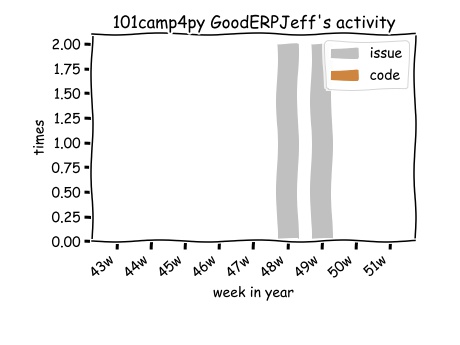 101camp4py GoodERPJeff's activity
2.00
1.75
1.50
1.25
1.00
0.75
0.50
0.25
0.00
times
issue
code
43w 44w 45w 46w 47w 48w 49w 50w 51w
week in year